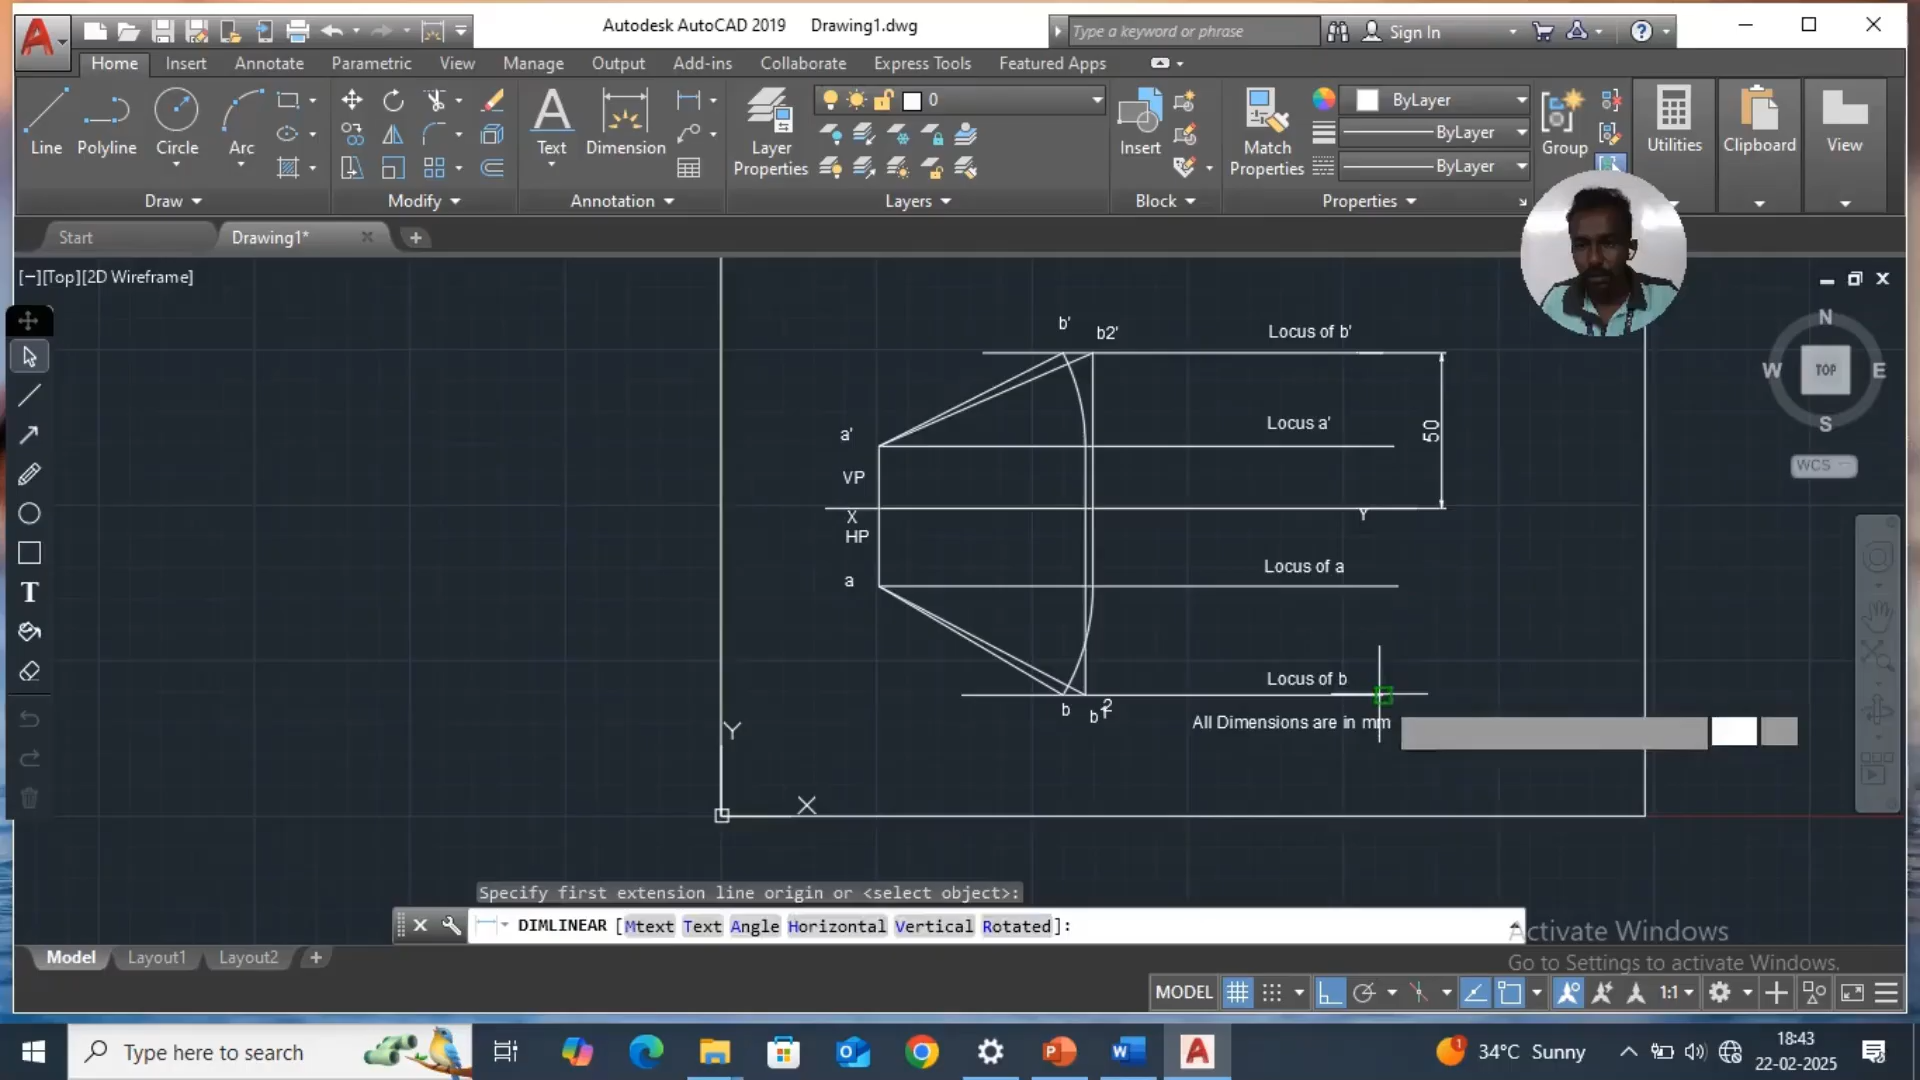 Autodesk AutoCAD 2019 Drawing1.dwg
Type a keyword or phrase
Sign In
Home Insert Annotate Parametric View Manage Output Add-ins Collaborate Express Tools Featured Apps
Line Polyline Circle Arc
Draw
Modify
Text Dimension
Annotation
Layer Properties
0
Layers
Insert
Block
Match Properties
ByLayer
ByLayer
ByLayer
Properties
Group
Utilities
Clipboard
View
Start Drawing1*
[−][Top][2D Wireframe]
N
W TOP E
S
WCS
b'
b2'
Locus of b'
a'
Locus a'
50
VP
X
Y
HP
a
Locus of a
Locus of b
b
b
2
All Dimensions are in mm
Y
X
T
Specify first extension line origin or <select object>:
DIMLINEAR [Mtext Text Angle Horizontal Vertical Rotated]:
Activate Windows
Go to Settings to activate Windows.
Model Layout1 Layout2
MODEL 1:1
Type here to search
34°C Sunny
18:43
22-02-2025